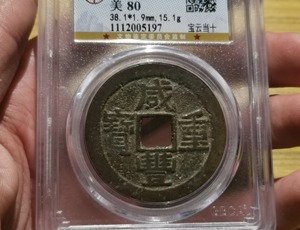 美 80
38.1*1.9mm,15.1g
1112005197 宝云当十
咸
寶 重
豐